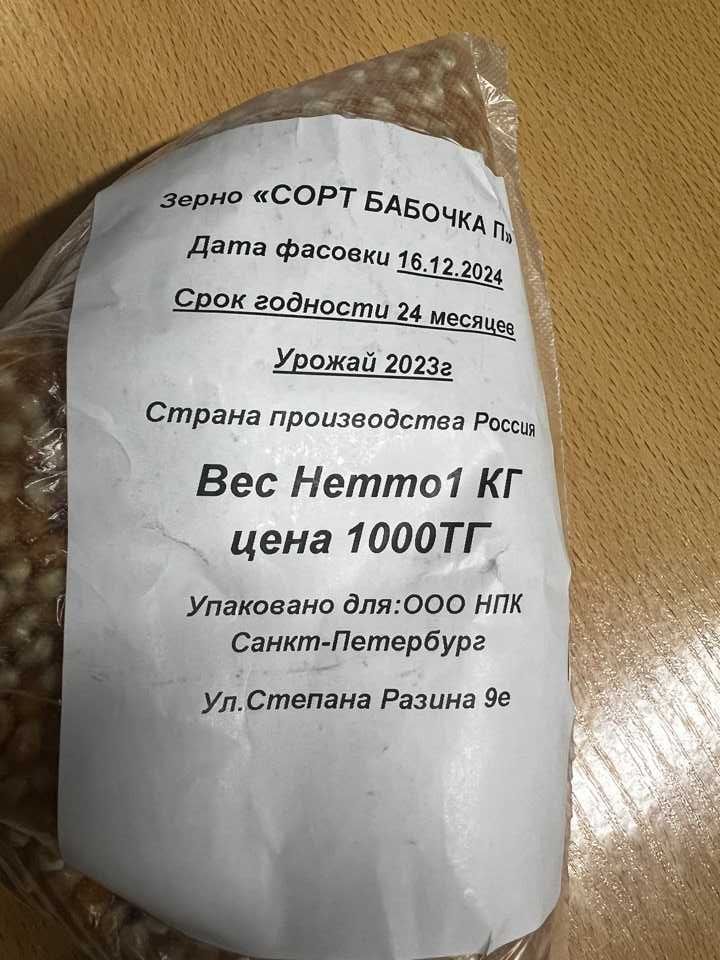 Зерно «СОРТ БАБОЧКА П»
Дата фасовки 16.12.2024
Срок годности 24 месяцев
Урожай 2023г
Страна производства Россия
Вес Нетто1 КГ
цена 1000ТГ
Упаковано для:ООО НПК
Санкт-Петербург
Ул.Степана Разина 9е